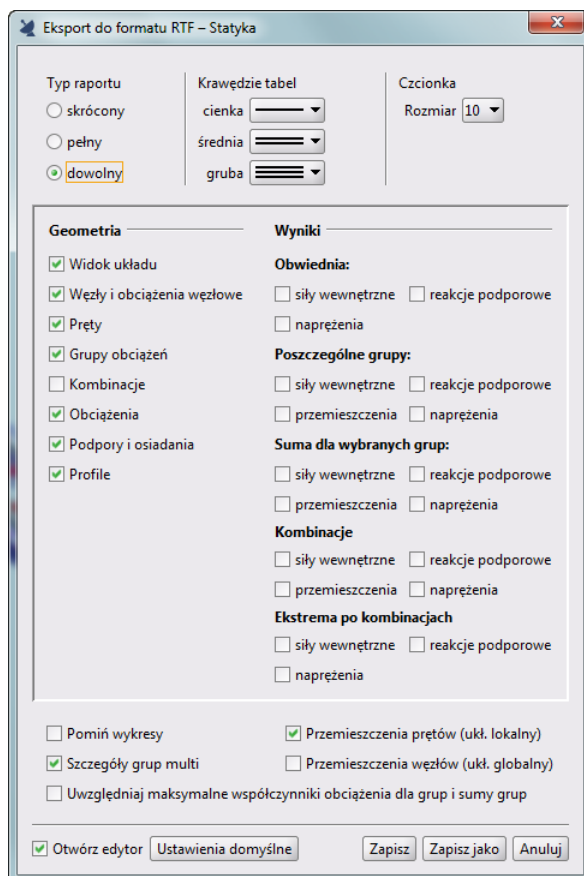 Eksport do formatu RTF – Statyka
Typ raportu
Krawędzie tabel
Czcionka
skrócony
cienka
Rozmiar 10
pełny
średnia
dowolny
gruba
Geometria
Wyniki
Widok układu
Obwiednia:
Węzły i obciążenia węzłowe
siły wewnętrzne
reakcje podporowe
Pręty
naprężenia
Grupy obciążeń
Poszczególne grupy:
Kombinacje
siły wewnętrzne
reakcje podporowe
Obciążenia
przemieszczenia
naprężenia
Podpory i osiadania
Suma dla wybranych grup:
Profile
siły wewnętrzne
reakcje podporowe
przemieszczenia
naprężenia
Kombinacje
siły wewnętrzne
reakcje podporowe
przemieszczenia
naprężenia
Ekstrema po kombinacjach
siły wewnętrzne
reakcje podporowe
naprężenia
Pomiń wykresy
Przemieszczenia prętów (ukł. lokalny)
Szczegóły grup multi
Przemieszczenia węzłów (ukł. globalny)
Uwzględniaj maksymalne współczynniki obciążenia dla grup i sumy grup
Otwórz edytor
Ustawienia domyślne
Zapisz
Zapisz jako
Anuluj